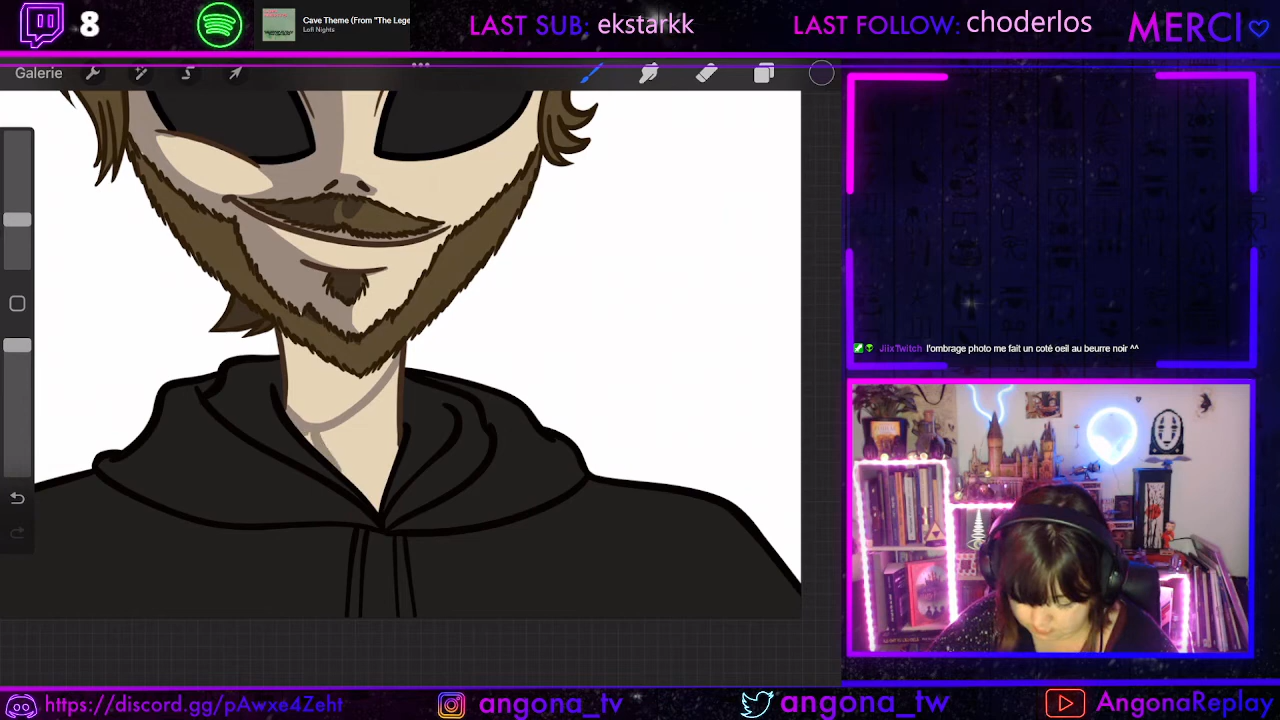 8
Cave Theme (From "The Lege
Lofi Nights
LAST SUB: ekstarkk
LAST FOLLOW: choderlos
MERCI
Galerie
JiixTwitch l'ombrage photo me fait un coté oeil au beurre noir ^^
https://discord.gg/pAwxe4Zeht
angona_tv
angona_tw
AngonaReplay